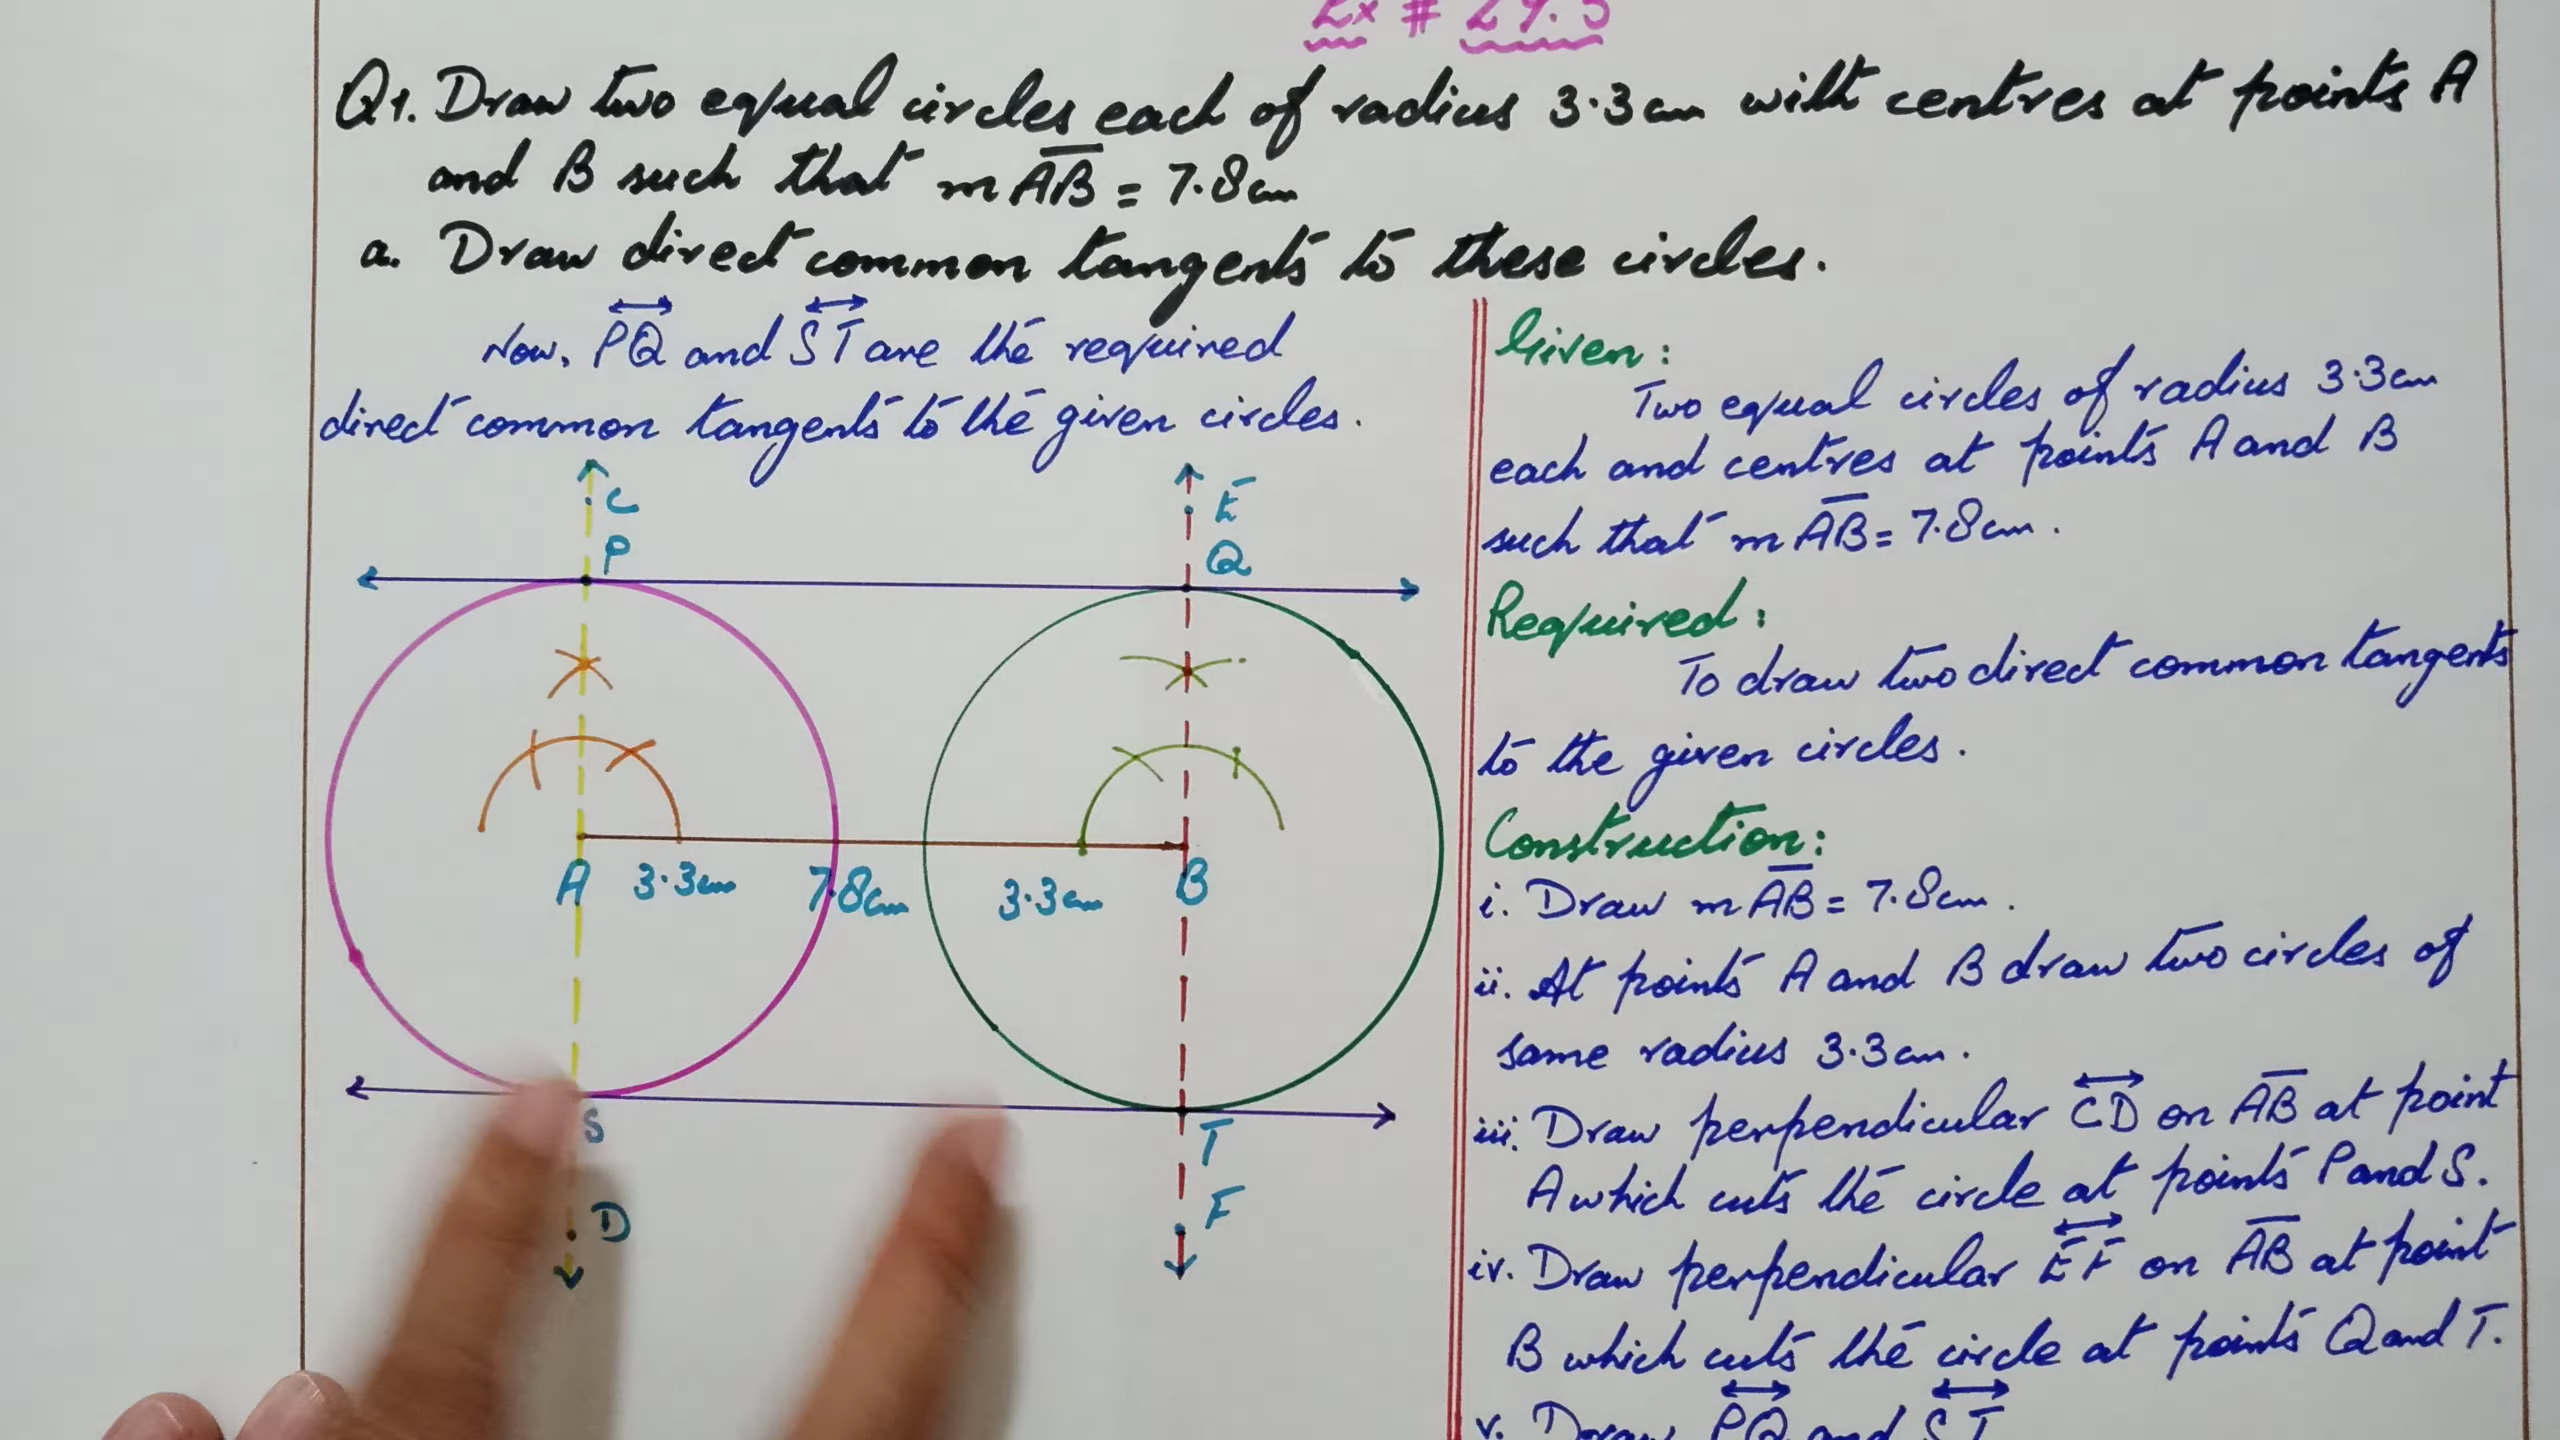 Ex # 29.3
Q1. Draw two equal circles each of radius 3.3cm with centres at points A
and B such that mAB = 7.8cm
a. Draw direct common tangents to these circles.
Now, PQ and ST are the required
direct common tangents to the given circles.
C
E
P
Q
A
3.3cm
7.8cm
3.3cm
B
S
T
D
F
Given:
Two equal circles of radius 3.3cm
each and centres at points A and B
such that mAB = 7.8cm.
Required:
To draw two direct common tangents
to the given circles.
Construction:
i. Draw mAB = 7.8cm.
ii. At points A and B draw two circles of
same radius 3.3cm.
iii. Draw perpendicular CD on AB at point
A which cuts the circle at points P and S.
iv. Draw perpendicular EF on AB at point
B which cuts the circle at points Q and T.
v. Draw PQ and ST